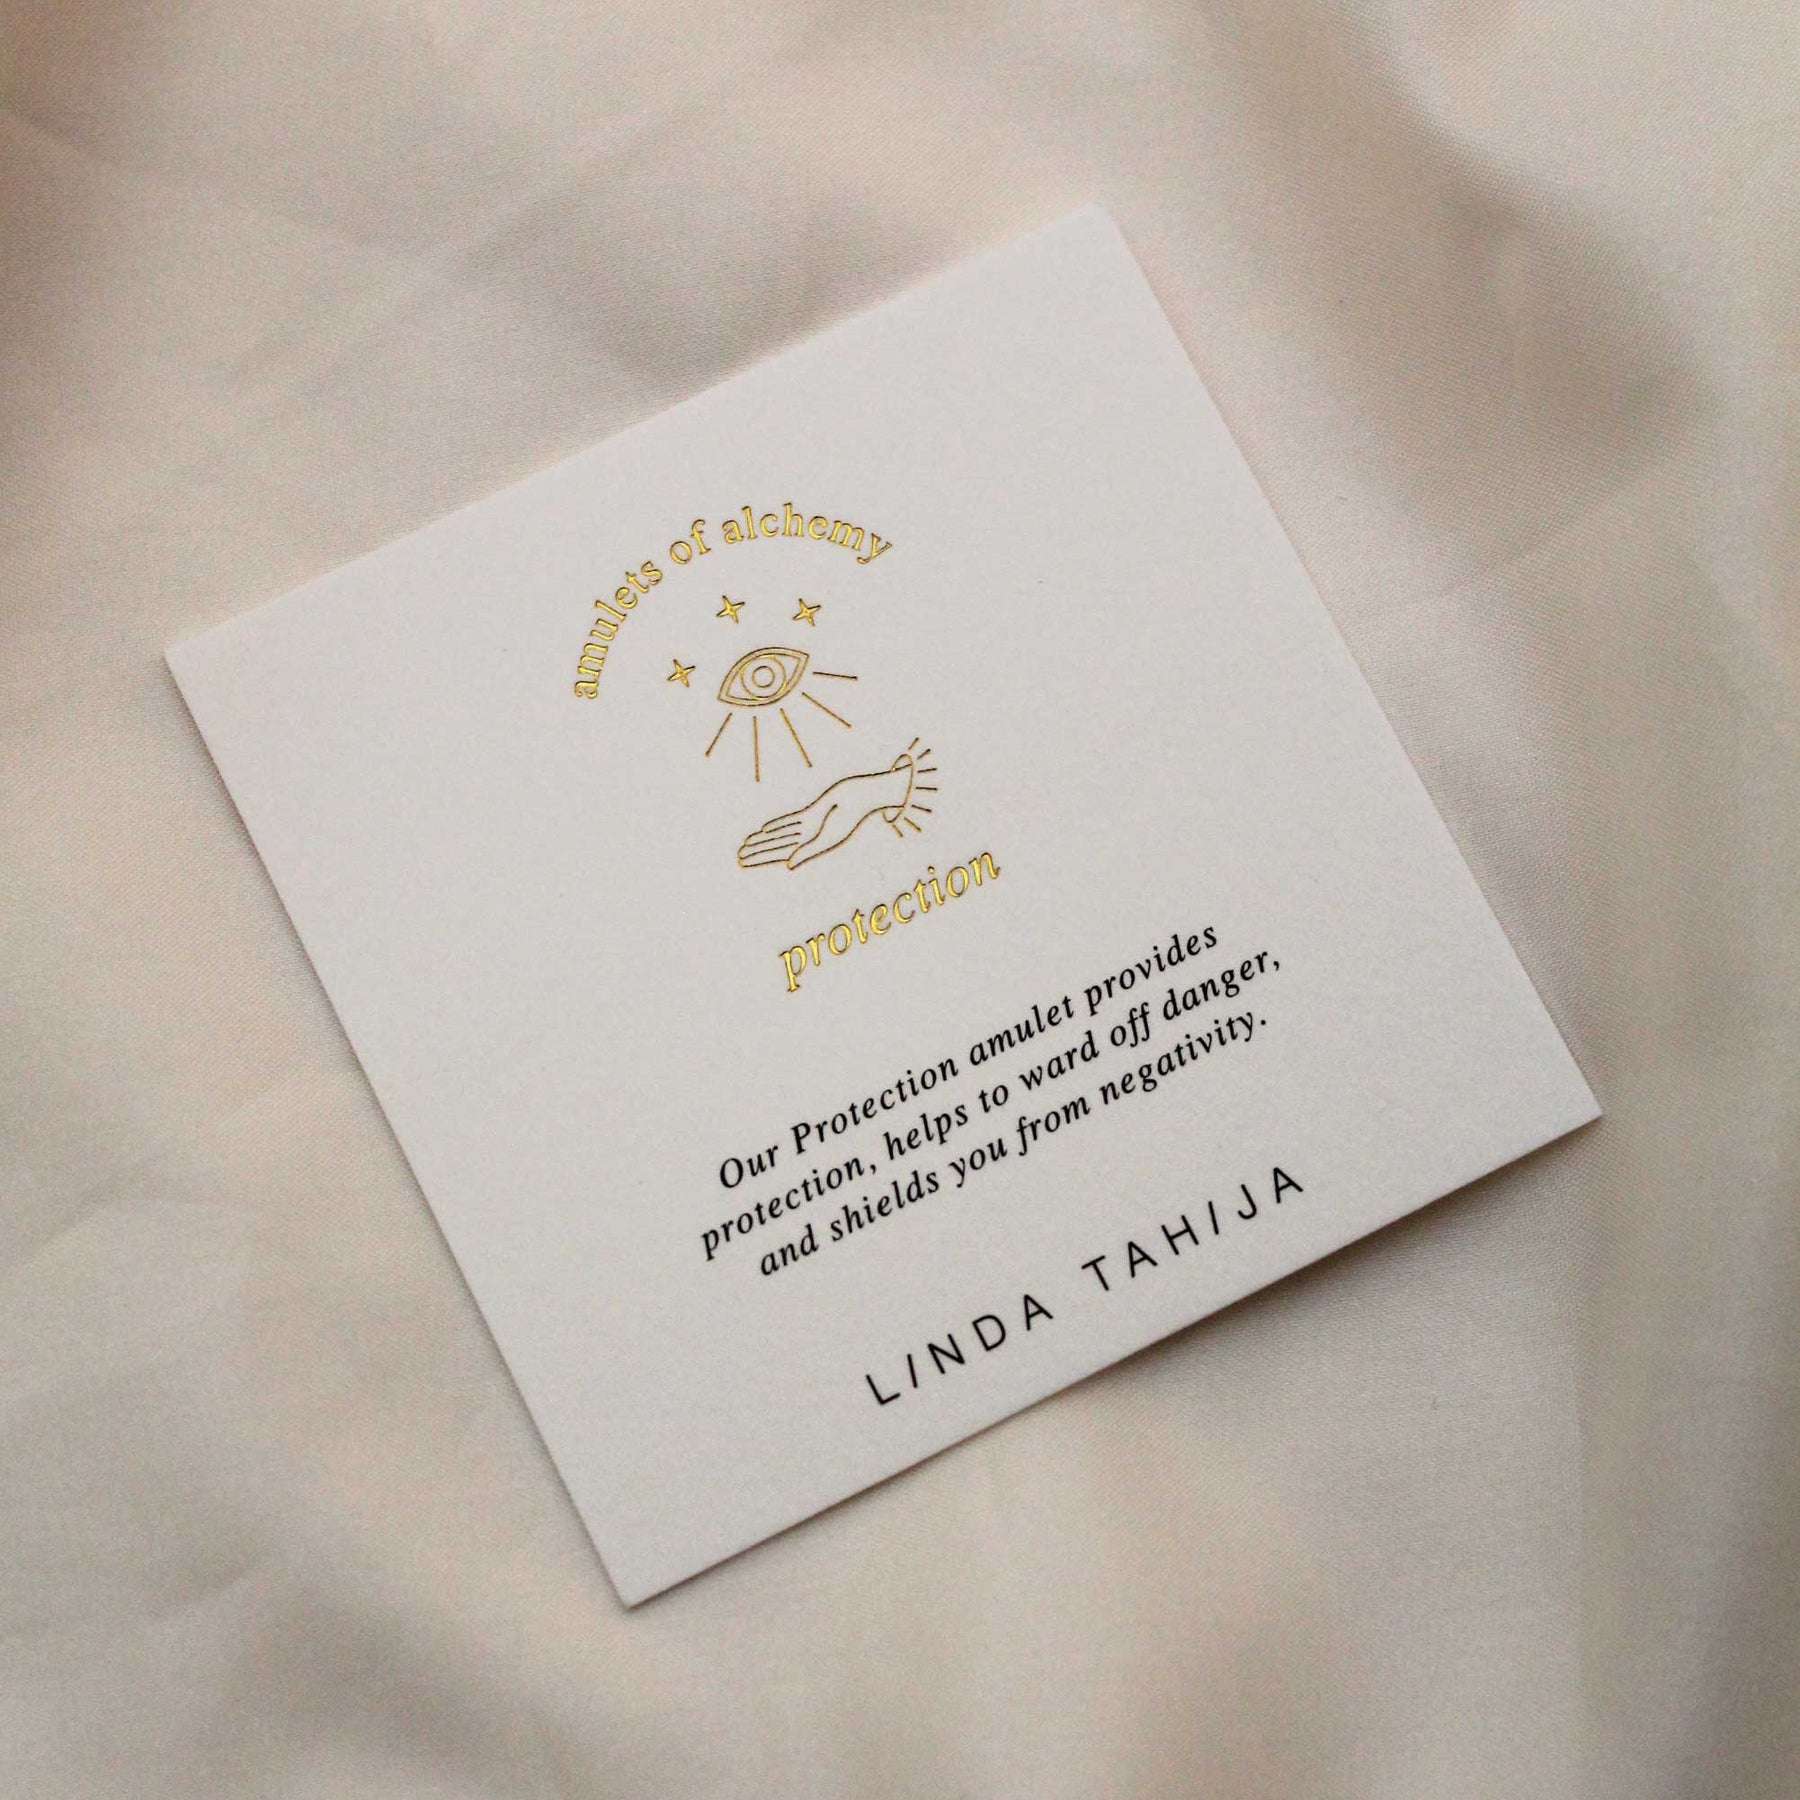 amulets of alchemy
protection
Our Protection amulet provides
protection, helps to ward off danger,
and shields you from negativity.
LINDA TAHIJA